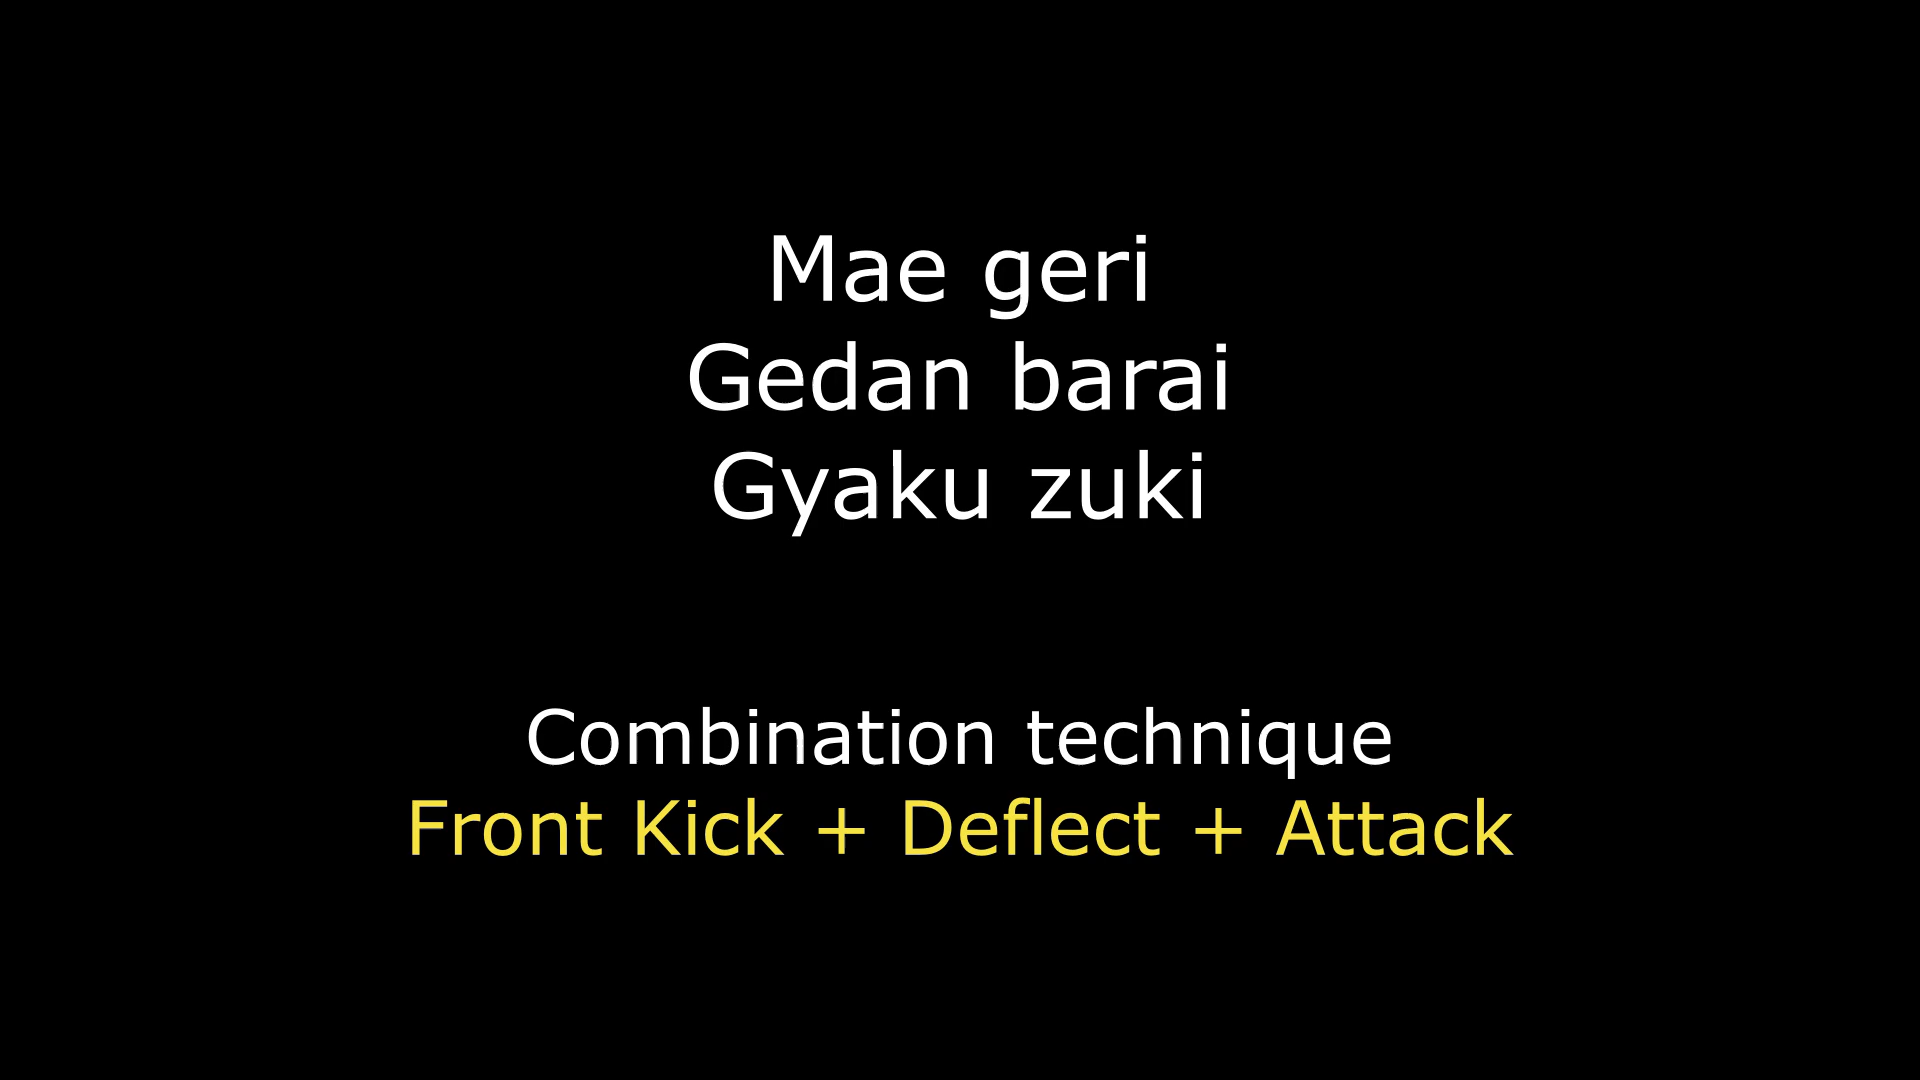 Mae geri
Gedan barai
Gyaku zuki
Combination technique
Front Kick + Deflect + Attack